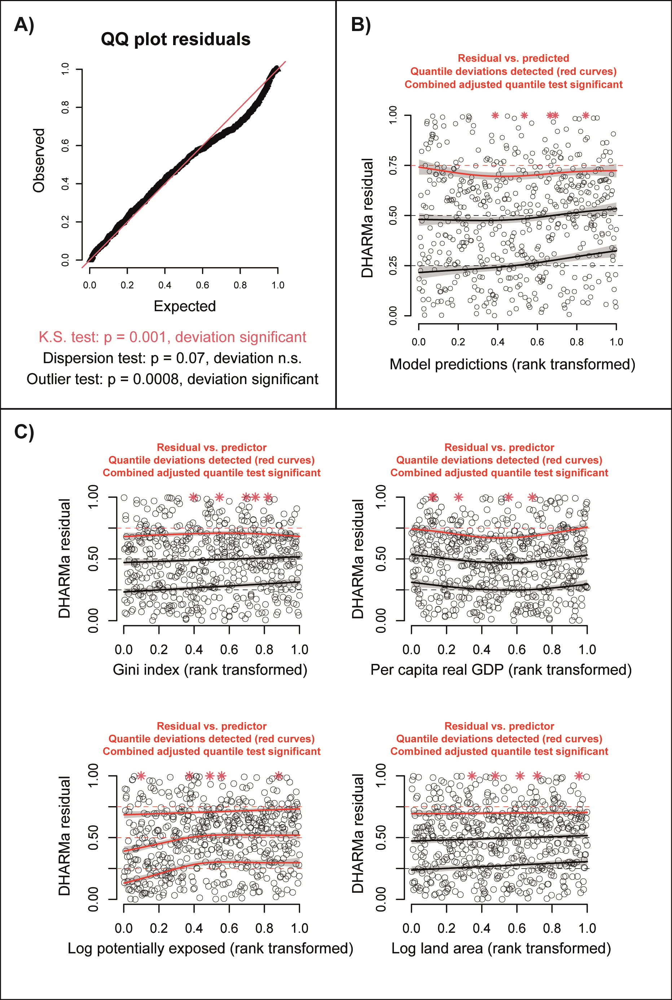 A)
QQ plot residuals
Observed
1.0
0.8
0.6
0.4
0.2
0.0
0.0 0.2 0.4 0.6 0.8 1.0
Expected
K.S. test: p = 0.001, deviation significant
Dispersion test: p = 0.07, deviation n.s.
Outlier test: p = 0.0008, deviation significant
B)
Residual vs. predicted
Quantile deviations detected (red curves)
Combined adjusted quantile test significant
DHARMa residual
1.00
0.75
0.50
0.25
0.00
0.0 0.2 0.4 0.6 0.8 1.0
Model predictions (rank transformed)
C)
Residual vs. predictor
Quantile deviations detected (red curves)
Combined adjusted quantile test significant
DHARMa residual
1.00
0.50
0.00
0.0 0.2 0.4 0.6 0.8 1.0
Gini index (rank transformed)
Residual vs. predictor
Quantile deviations detected (red curves)
Combined adjusted quantile test significant
DHARMa residual
1.00
0.50
0.00
0.0 0.2 0.4 0.6 0.8 1.0
Per capita real GDP (rank transformed)
Residual vs. predictor
Quantile deviations detected (red curves)
Combined adjusted quantile test significant
DHARMa residual
1.00
0.50
0.00
0.0 0.2 0.4 0.6 0.8 1.0
Log potentially exposed (rank transformed)
Residual vs. predictor
Quantile deviations detected (red curves)
Combined adjusted quantile test significant
DHARMa residual
1.00
0.50
0.00
0.0 0.2 0.4 0.6 0.8 1.0
Log land area (rank transformed)